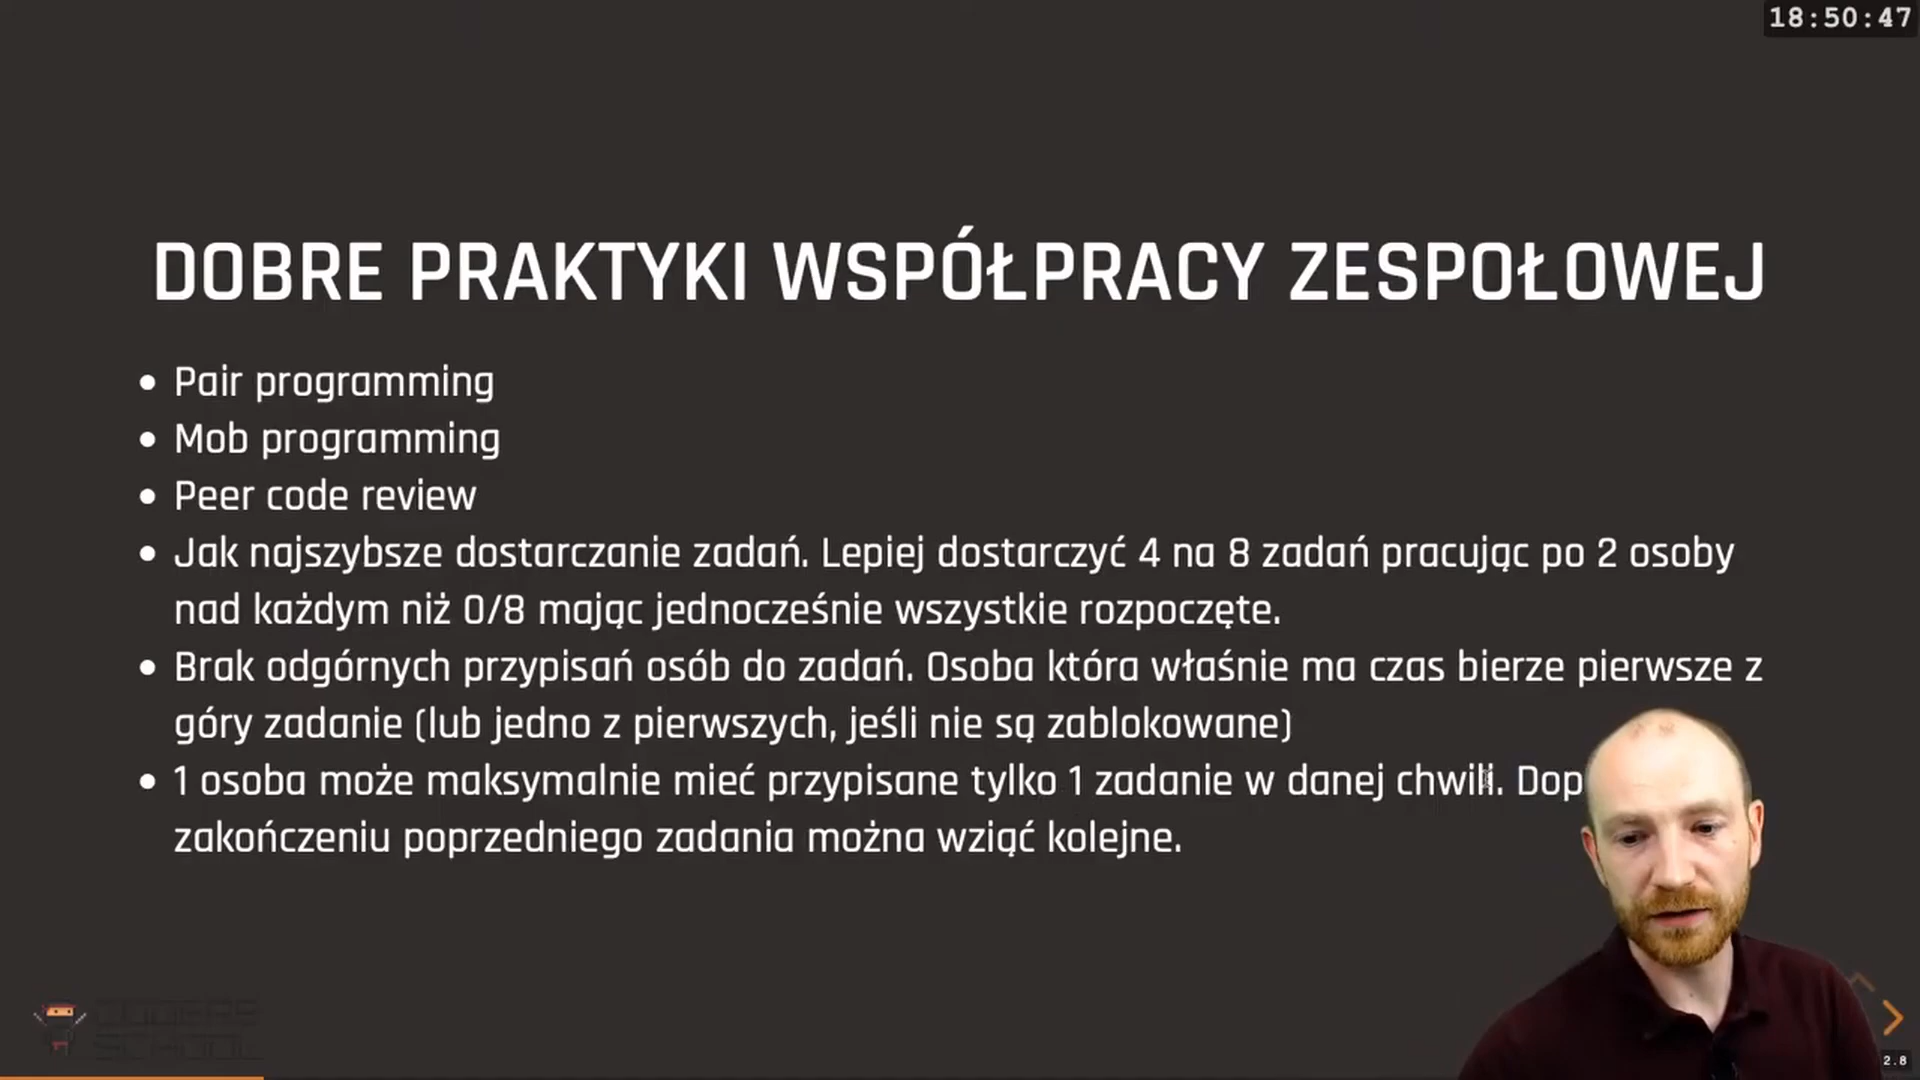 18:50:47
DOBRE PRAKTYKI WSPÓŁPRACY ZESPOŁOWEJ
• Pair programming
• Mob programming
• Peer code review
• Jak najszybsze dostarczanie zadań. Lepiej dostarczyć 4 na 8 zadań pracując po 2 osoby
nad każdym niż 0/8 mając jednocześnie wszystkie rozpoczęte.
• Brak odgórnych przypisań osób do zadań. Osoba która właśnie ma czas bierze pierwsze z
góry zadanie (lub jedno z pierwszych, jeśli nie są zablokowane)
• 1 osoba może maksymalnie mieć przypisane tylko 1 zadanie w danej chwili.
zakończeniu poprzedniego zadania można wziąć kolejne.
CODERS
SCHOOL
2.8